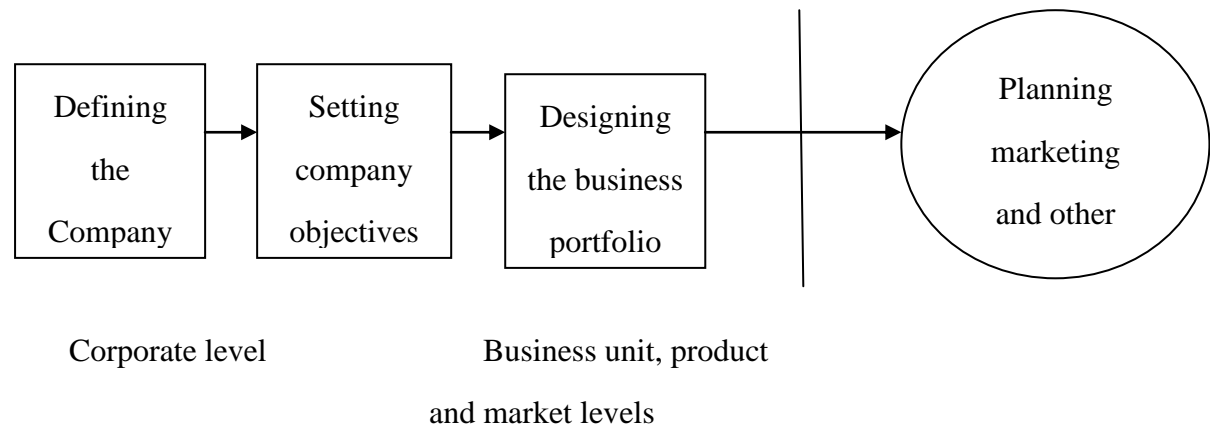 Defining
the
Company
Setting
company
objectives
Designing
the business
portfolio
Planning
marketing
and other
Corporate level
Business unit, product
and market levels